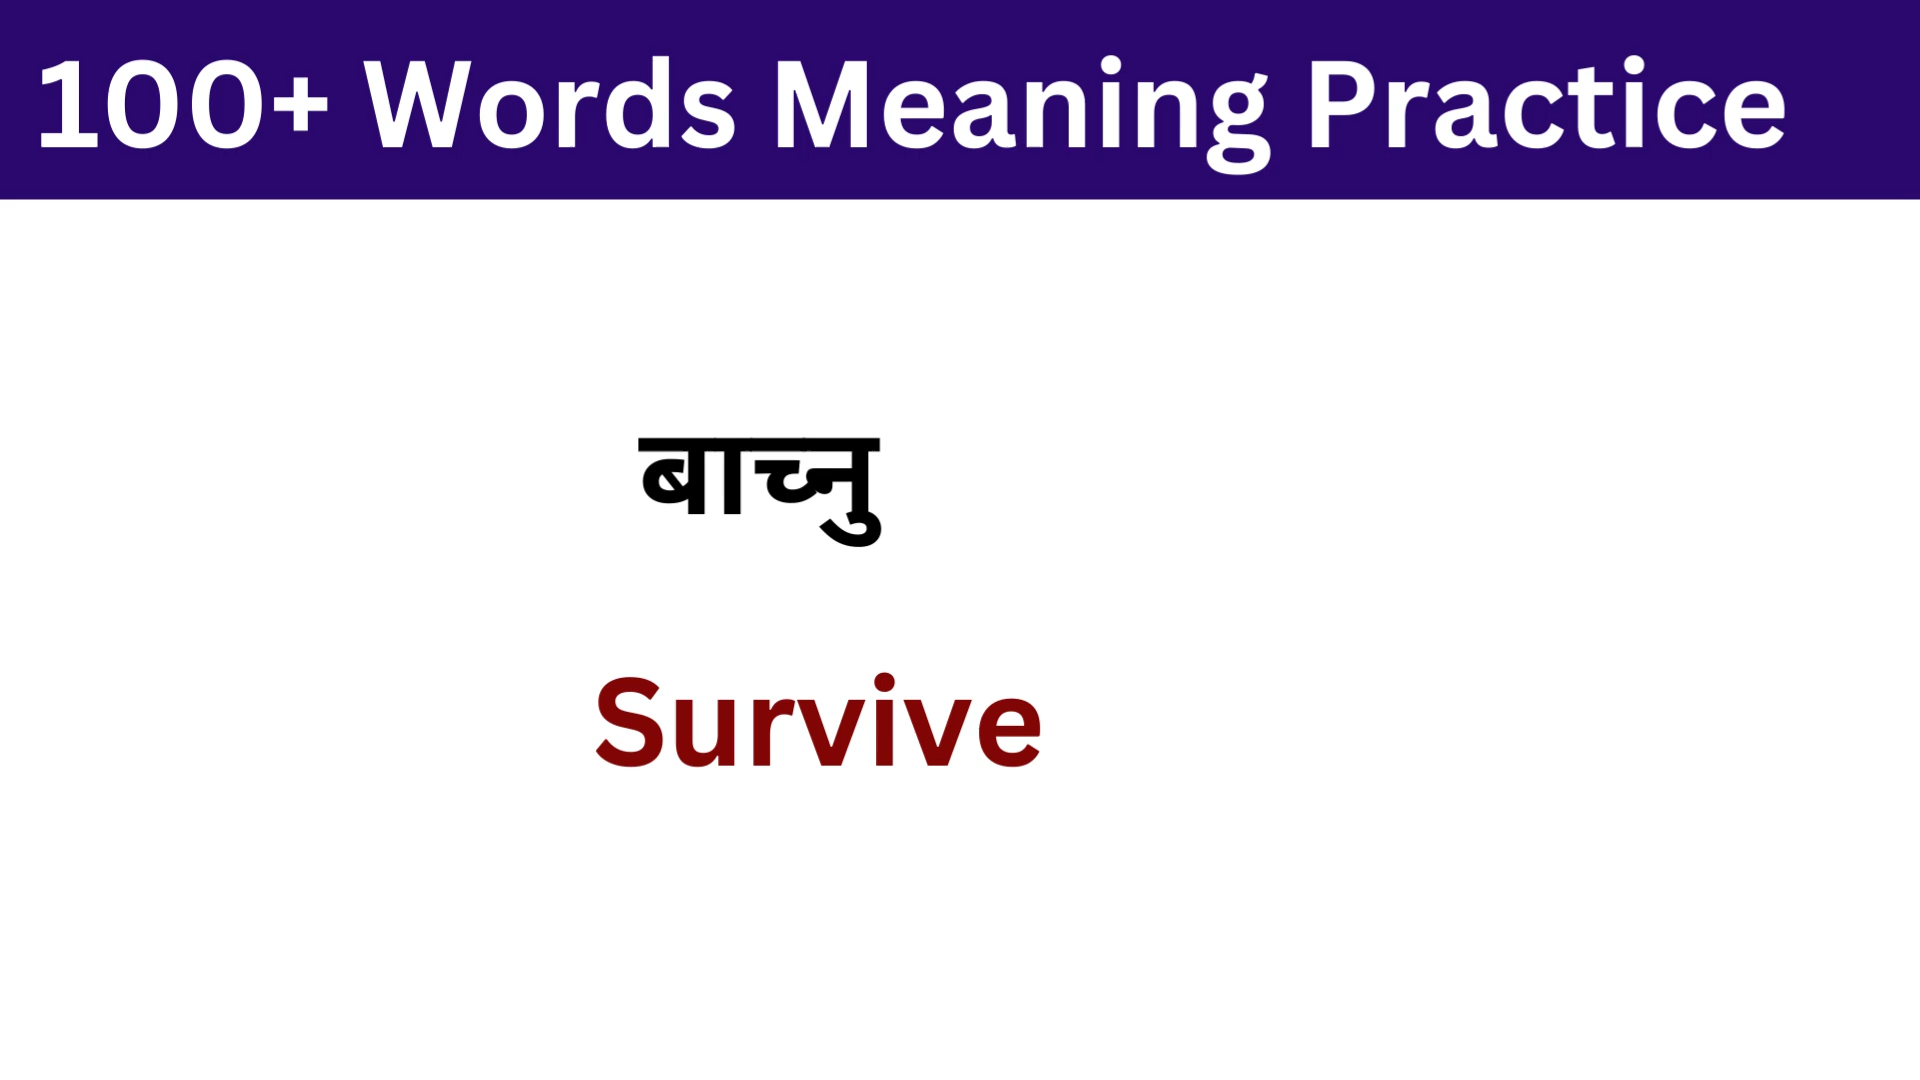 100+ Words Meaning Practice
बाच्नु
Survive